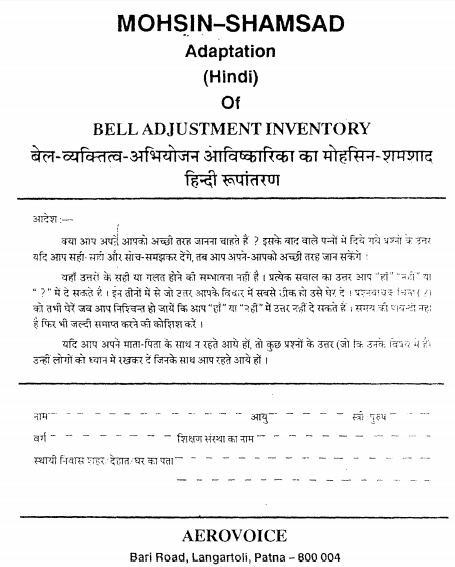 MOHSIN–SHAMSAD
Adaptation
(Hindi)
Of
BELL ADJUSTMENT INVENTORY
बेल-व्यक्तित्व-अभियोजन आविष्कारिका का मोहसिन-शमशाद
हिन्दी रूपांतरण
आदेश :—
क्या आप अपने आपको अच्छी तरह जानना चाहते हैं ? इसके बाद वाले पन्नों में दिये गये प्रश्नों के उत्तर
यदि आप सही-सही और सोच-समझकर देंगे, तब आप अपने-आपको अच्छी तरह जान सकेंगे ।
यहाँ उत्तरों के सही या गलत होने की सम्भावना नहीं है । प्रत्येक सवाल का उत्तर आप "हाँ" "नहीं" या
" ? " में दे सकते हैं । इन तीनों में से जो उत्तर आपके विचार में सबसे ठीक हो उसे घेर दें । प्रश्नवाचक चिन्ह ( ? )
को तभी घेरें जब आप निश्चिन्त हो जायें कि आप "हाँ" या "नहीं" में उत्तर नहीं दे सकते हैं । समय की पाबन्दी नहीं
है फिर भी जल्दी समाप्त करने की कोशिश करें ।
यदि आप अपने माता-पिता के साथ न रहते आये हों, तो कुछ प्रश्नों के उत्तर (जो कि उनके विषय में हैं)
उन्हीं लोगों को ध्यान में रखकर दें जिनके साथ आप रहते आये हों ।
नाम आयु स्त्री/पुरुष
वर्ग शिक्षण संस्था का नाम
स्थायी निवास शहर/देहात/घर का पता
AEROVOICE
Bari Road, Langartoli, Patna – 800 004